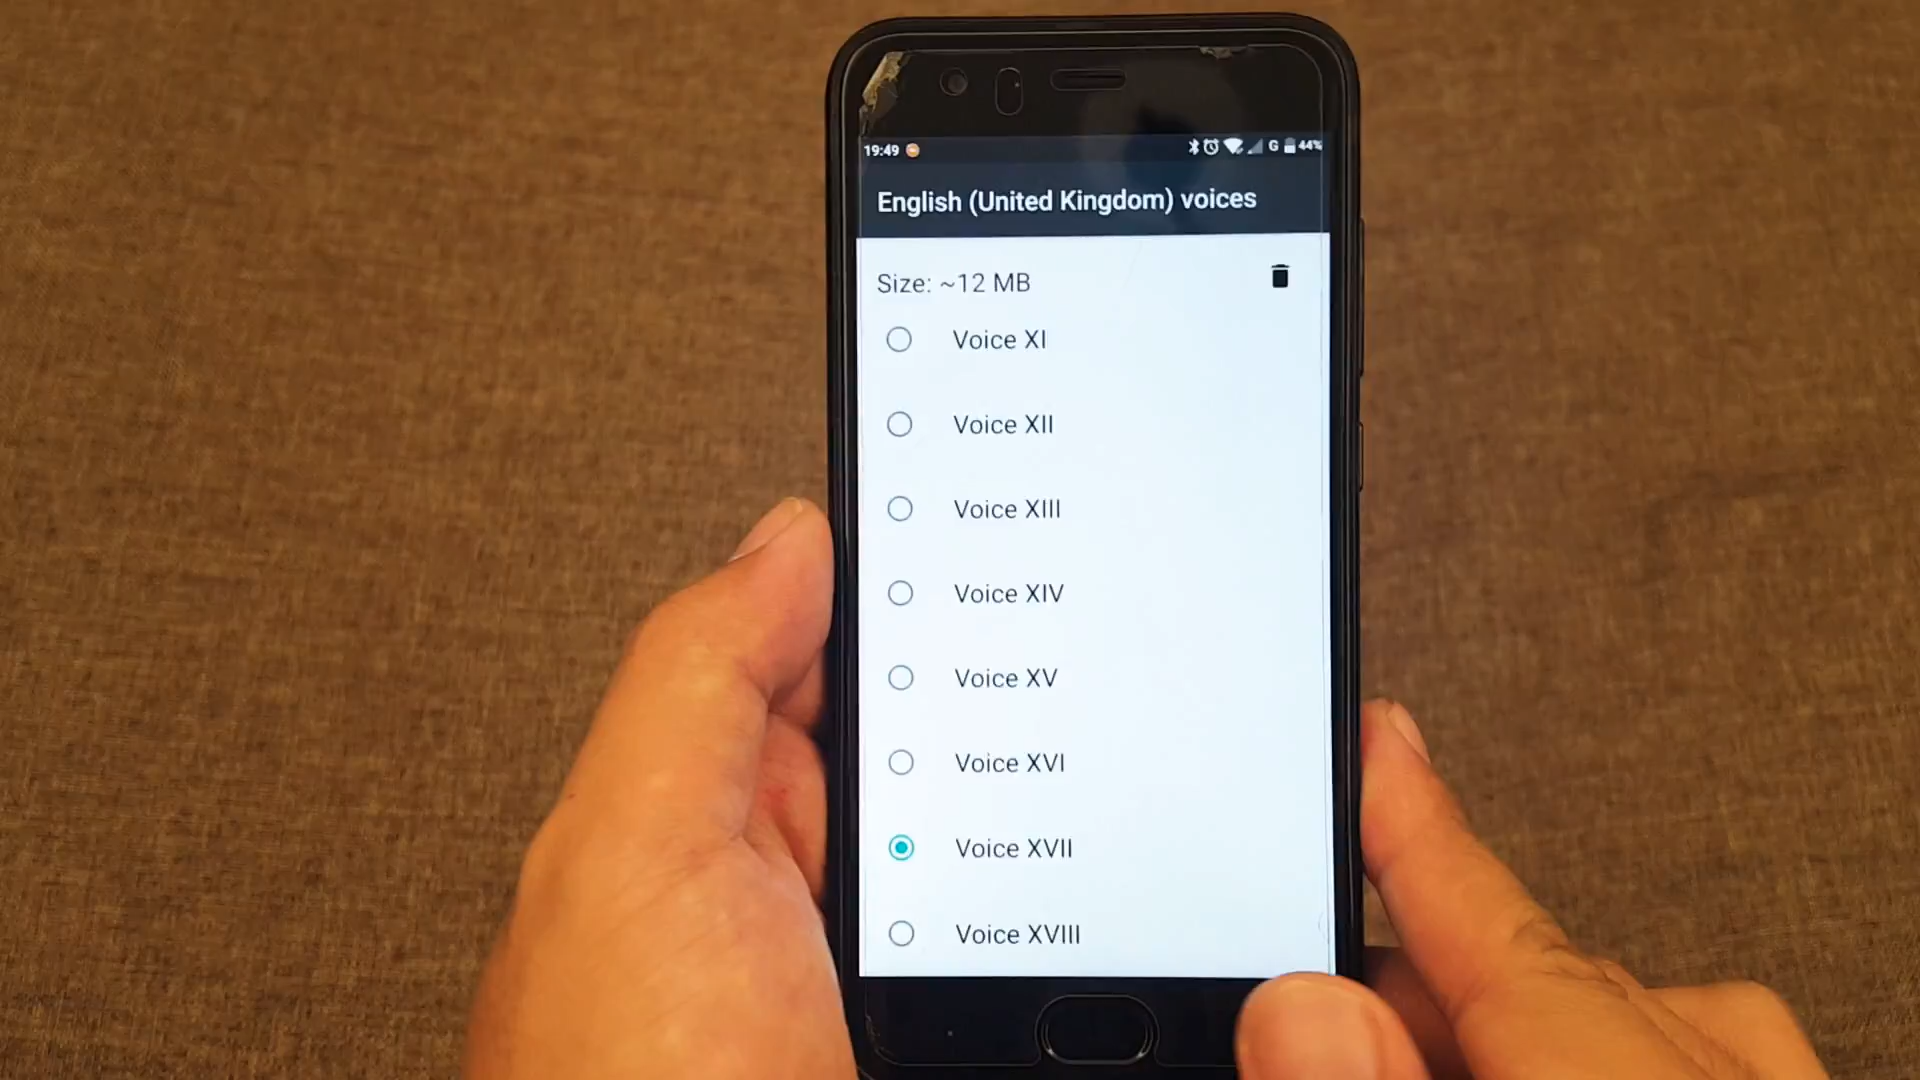 19:49
G 44%
English (United Kingdom) voices
Size: ~12 MB
Voice XI
Voice XII
Voice XIII
Voice XIV
Voice XV
Voice XVI
Voice XVII
Voice XVIII